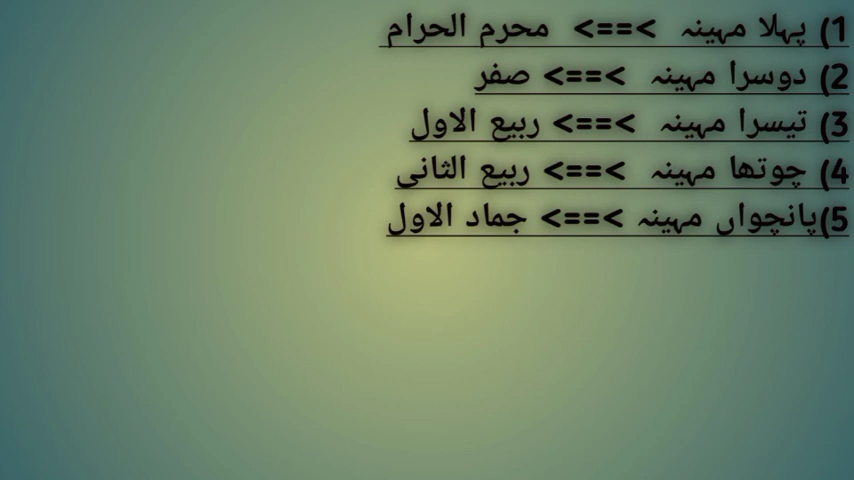 1) پہلا مہینہ <==> محرم الحرام
2) دوسرا مہینہ <==> صفر
3) تیسرا مہینہ <==> ربیع الاول
4) چوتھا مہینہ <==> ربیع الثانی
5)پانچواں مہینہ <==> جماد الاول